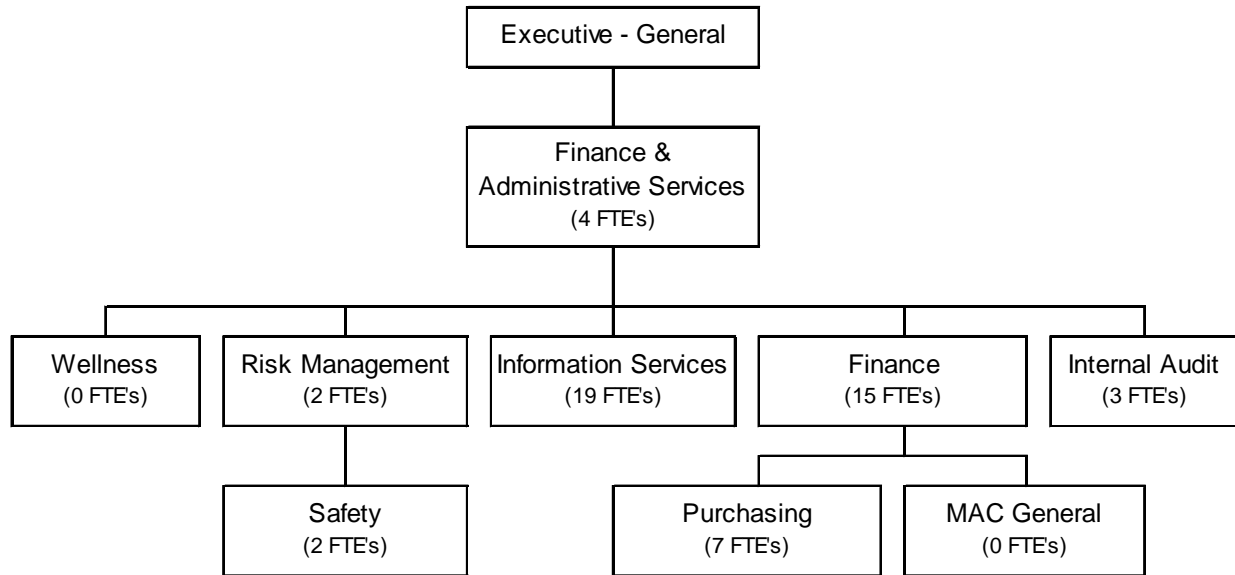 Executive - General
Finance &
Administrative Services
(4 FTE's)
Wellness
(0 FTE's)
Risk Management
(2 FTE's)
Information Services
(19 FTE's)
Finance
(15 FTE's)
Internal Audit
(3 FTE's)
Safety
(2 FTE's)
Purchasing
(7 FTE's)
MAC General
(0 FTE's)